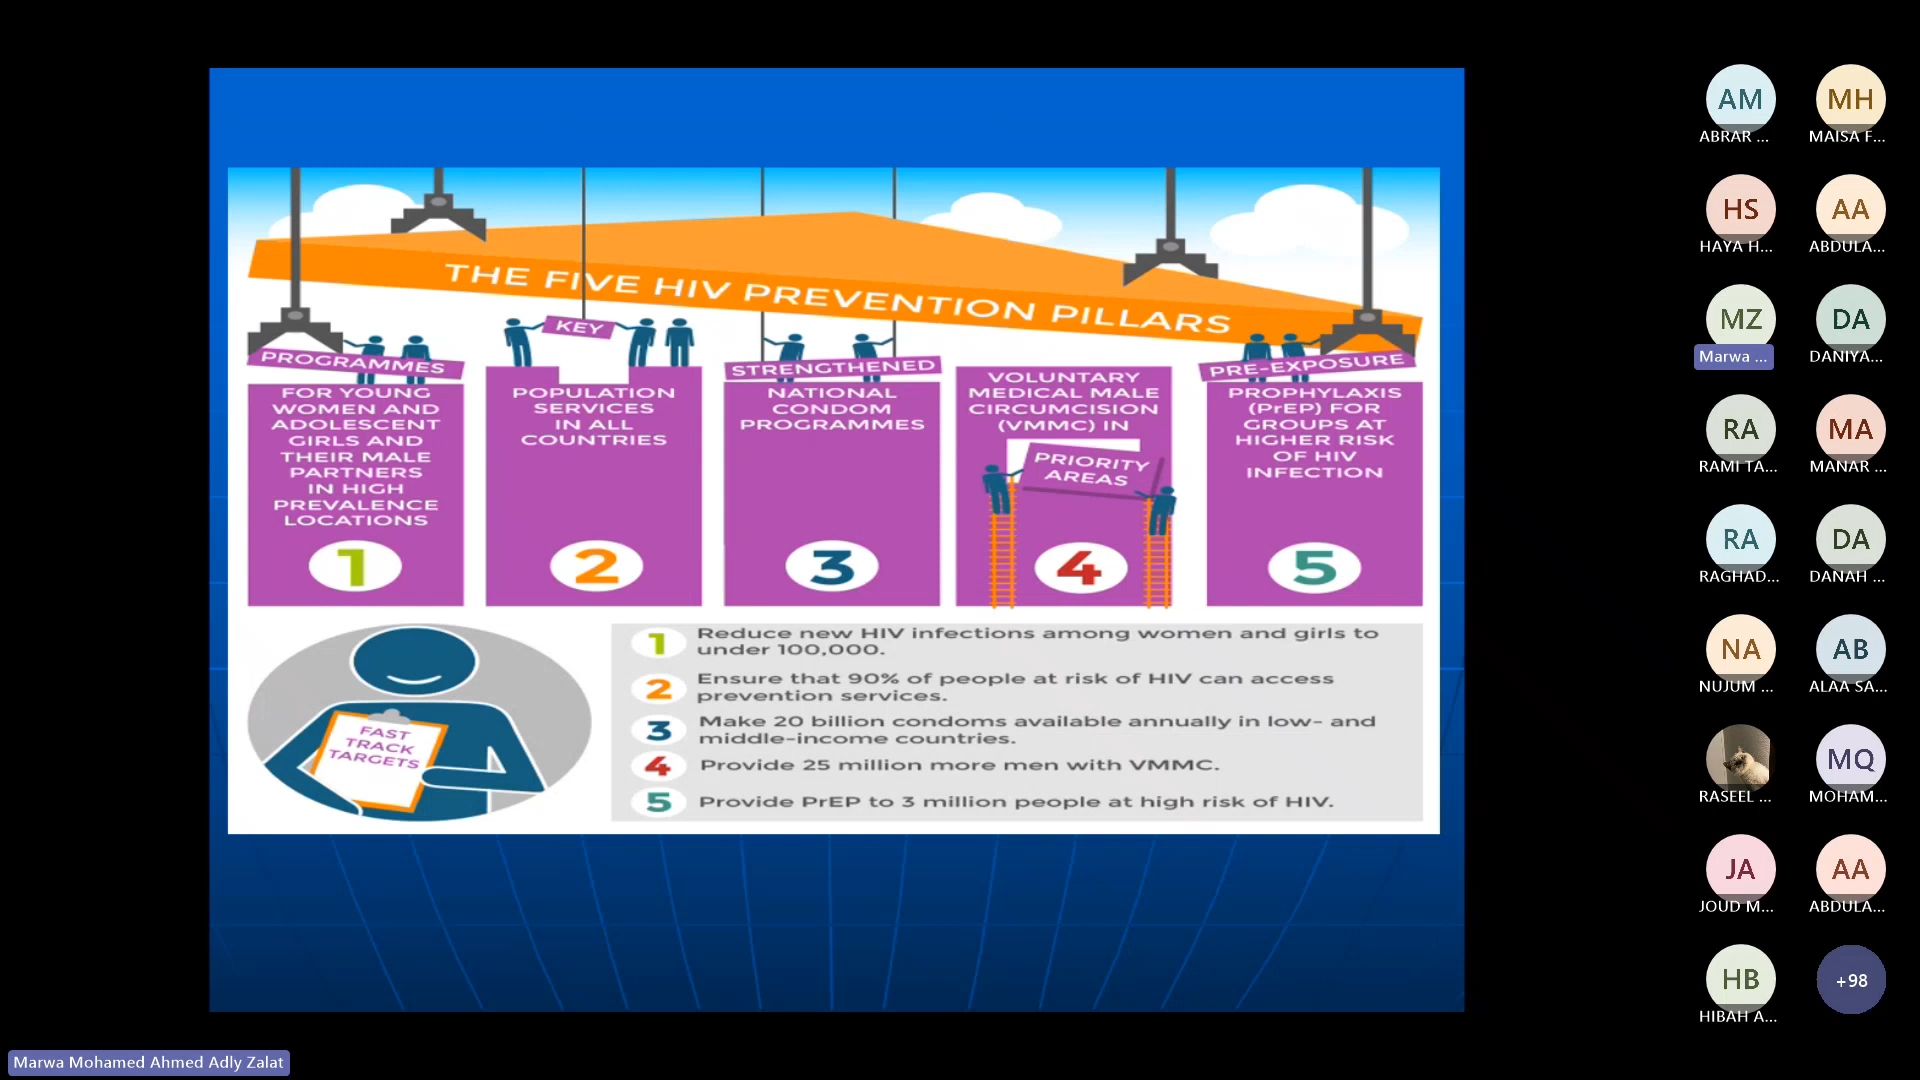 THE FIVE HIV PREVENTION PILLARS
PROGRAMMES
FOR YOUNG
WOMEN AND
ADOLESCENT
GIRLS AND
THEIR MALE
PARTNERS
IN HIGH
PREVALENCE
LOCATIONS
1
KEY
POPULATION
SERVICES
IN ALL
COUNTRIES
2
STRENGTHENED
NATIONAL
CONDOM
PROGRAMMES
3
VOLUNTARY
MEDICAL MALE
CIRCUMCISION
(VMMC) IN
PRIORITY
AREAS
4
PRE-EXPOSURE
PROPHYLAXIS
(PrEP) FOR
GROUPS AT
HIGHER RISK
OF HIV
INFECTION
5
FAST
TRACK
TARGETS
1 Reduce new HIV infections among women and girls to
under 100,000.
2 Ensure that 90% of people at risk of HIV can access
prevention services.
3 Make 20 billion condoms available annually in low- and
middle-income countries.
4 Provide 25 million more men with VMMC.
5 Provide PrEP to 3 million people at high risk of HIV.
AM MH
ABRAR ... MAISA F...
HS AA
HAYA H... ABDULA...
MZ DA
Marwa ... DANIYA...
RA MA
RAMI TA... MANAR ...
RA DA
RAGHAD... DANAH ...
NA AB
NUJUM ... ALAA SA...
MQ
RASEEL ... MOHAM...
JA AA
JOUD M... ABDULA...
HB +98
HIBAH A...
Marwa Mohamed Ahmed Adly Zalat